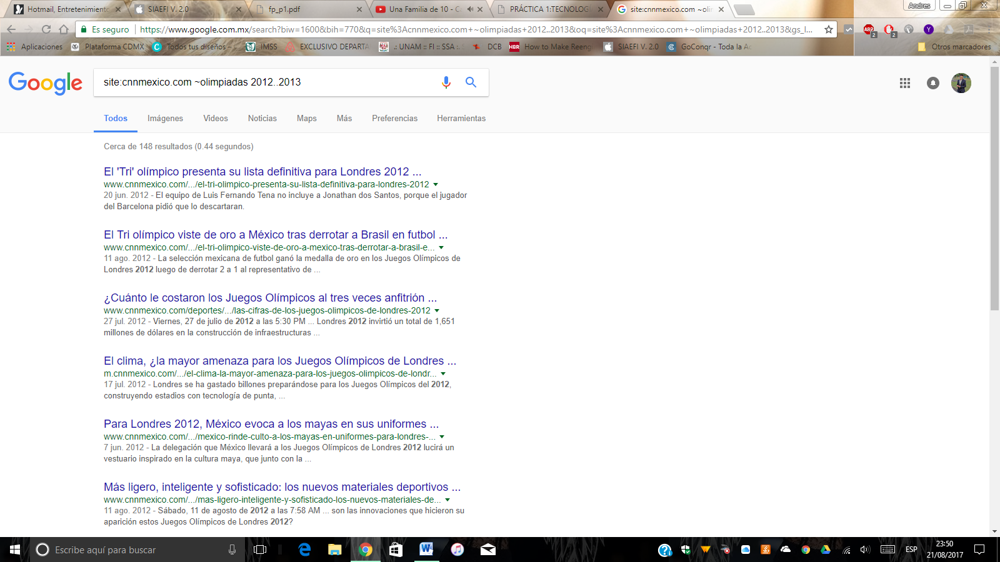 Hotmail, Entretenimiento
SIAEFI V. 2.0
fp_p1.pdf
Una Familia de 10 - C
PRÁCTICA 1:TECNOLOG
site:cnnmexico.com ~oli
Andres
Es seguro
https://www.google.com.mx/search?biw=1600&bih=770&q=site%3Acnnmexico.com+~olimpiadas+2012..2013&oq=site%3Acnnmexico.com+~olimpiadas+2012..2013&gs_l...
ABP
2
2
Y
Aplicaciones
Plataforma CDMX
Todos tus diseños –
IMSS
EXCLUSIVO DEPARTA
.: UNAM :: FI :: SSA :.
DCB
HBR
How to Make Reeng
SIAEFI V. 2.0
GoConqr - Toda la Ac
Otros marcadores
Google
site:cnnmexico.com ~olimpiadas 2012..2013
Todos
Imágenes
Videos
Noticias
Maps
Más
Preferencias
Herramientas
Cerca de 148 resultados (0.44 segundos)
El 'Tri' olímpico presenta su lista definitiva para Londres 2012 ...
www.cnnmexico.com/.../el-tri-olimpico-presenta-su-lista-definitiva-para-londres-2012
20 jun. 2012 - El equipo de Luis Fernando Tena no incluye a Jonathan dos Santos, porque el jugador
del Barcelona pidió que lo descartaran.
El Tri olímpico viste de oro a México tras derrotar a Brasil en futbol ...
www.cnnmexico.com/.../el-tri-olimpico-viste-de-oro-a-mexico-tras-derrotar-a-brasil-e...
11 ago. 2012 - La selección mexicana de futbol ganó la medalla de oro en los Juegos Olímpicos de
Londres 2012 luego de derrotar 2 a 1 al representativo de ...
¿Cuánto le costaron los Juegos Olímpicos al tres veces anfitrión ...
www.cnnmexico.com/deportes/.../las-cifras-de-los-juegos-olimpicos-de-londres-2012
27 jul. 2012 - Viernes, 27 de julio de 2012 a las 5:30 PM ... Londres 2012 invirtió un total de 1,651
millones de dólares en la construcción de infraestructuras ...
El clima, ¿la mayor amenaza para los Juegos Olímpicos de Londres ...
m.cnnmexico.com/.../el-clima-la-mayor-amenaza-para-los-juegos-olimpicos-de-londr...
17 jul. 2012 - Londres se ha gastado billones preparándose para los Juegos Olímpicos del 2012,
construyendo estadios con tecnología de punta, ...
Para Londres 2012, México evoca a los mayas en sus uniformes ...
www.cnnmexico.com/.../mexico-rinde-culto-a-los-mayas-en-uniformes-para-londres-...
7 jun. 2012 - La delegación que México llevará a los Juegos Olímpicos de Londres 2012 lucirá un
vestuario inspirado en la cultura maya, que junto con la ...
Más ligero, inteligente y sofisticado: los nuevos materiales deportivos ...
www.cnnmexico.com/.../mas-ligero-inteligente-y-sofisticado-los-nuevos-materiales-de...
11 ago. 2012 - Sábado, 11 de agosto de 2012 a las 7:58 AM ... son las innovaciones que hicieron su
aparición estos Juegos Olímpicos de Londres 2012?
Escribe aquí para buscar
ESP
23:50
21/08/2017